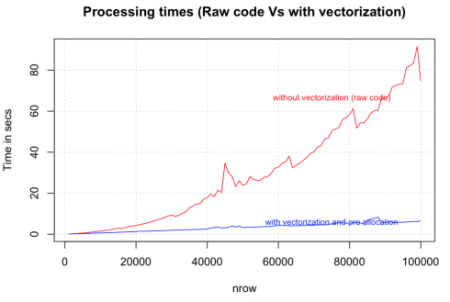 Processing times (Raw code Vs with vectorization)
Time in secs
80
60
40
20
0
without vectorization (raw code)
with vectorization and pre allocation
0 20000 40000 60000 80000 100000
nrow